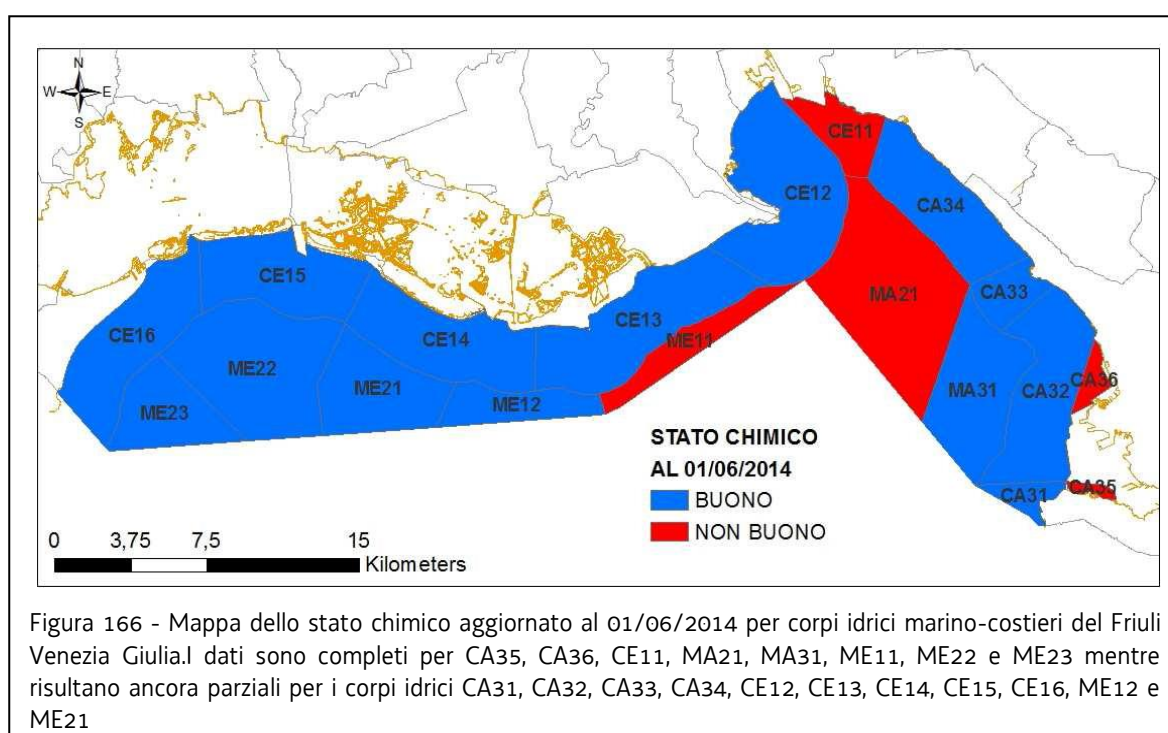 N
W E
S
CE11
CE12
CA34
CE15
MA21
CA33
CE16
CE14
CE13
ME11
ME22
ME21
MA31
CA32
CA36
ME23
ME12
STATO CHIMICO
AL 01/06/2014
BUONO
NON BUONO
CA31
CA35
0 3,75 7,5 15
Kilometers
Figura 166 - Mappa dello stato chimico aggiornato al 01/06/2014 per corpi idrici marino-costieri del Friuli
Venezia Giulia.I dati sono completi per CA35, CA36, CE11, MA21, MA31, ME11, ME22 e ME23 mentre
risultano ancora parziali per i corpi idrici CA31, CA32, CA33, CA34, CE12, CE13, CE14, CE15, CE16, ME12 e
ME21